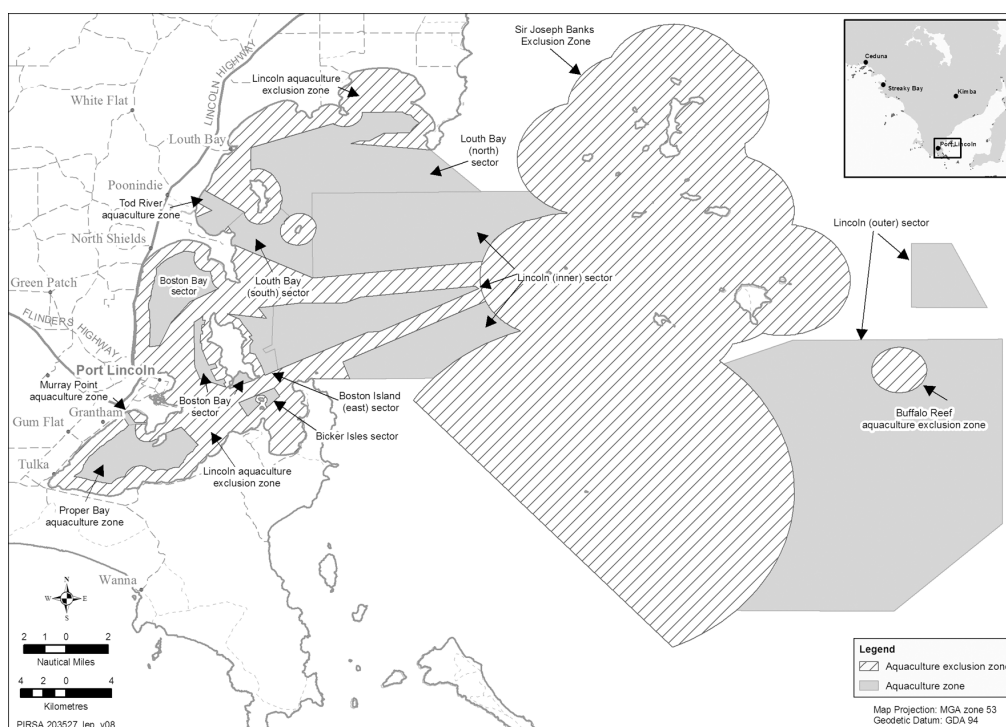 Sir Joseph Banks
Exclusion Zone
Ceduna
Streaky Bay
Kimba
Port Lincoln
LINCOLN HIGHWAY
Lincoln aquaculture
exclusion zone
White Flat
Louth Bay
Louth Bay
(north)
sector
Poonindie
Tod River
aquaculture zone
North Shields
Lincoln (outer) sector
Boston Bay
sector
Louth Bay
(south) sector
Lincoln (inner) sector
Green Patch
FLINDERS HIGHWAY
Port Lincoln
Murray Point
aquaculture zone
Boston Bay
sector
Boston Island
(east) sector
Grantham
Gum Flat
Bicker Isles sector
Buffalo Reef
aquaculture exclusion zone
Tulka
Lincoln aquaculture
exclusion zone
Proper Bay
aquaculture zone
Wanna
N
W E
S
2 1 0 2
Nautical Miles
4 2 0 4
Kilometres
PIRSA 203527_lep_v08
Legend
Aquaculture exclusion zone
Aquaculture zone
Map Projection: MGA zone 53
Geodetic Datum: GDA 94